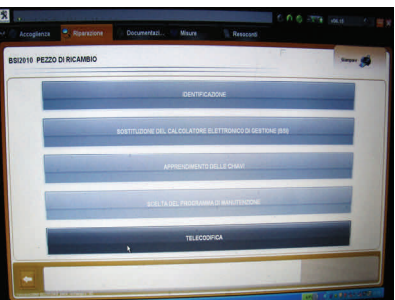 Accoglienza Riparazione Documentazi... Misure Resoconti
BSI2010 PEZZO DI RICAMBIO
Stampare
IDENTIFICAZIONE
SOSTITUZIONE DEL CALCOLATORE ELETTRONICO DI GESTIONE (BSI)
APPRENDIMENTO DELLE CHIAVI
SCELTA DEL PROGRAMMA DI MANUTENZIONE
TELECODIFICA